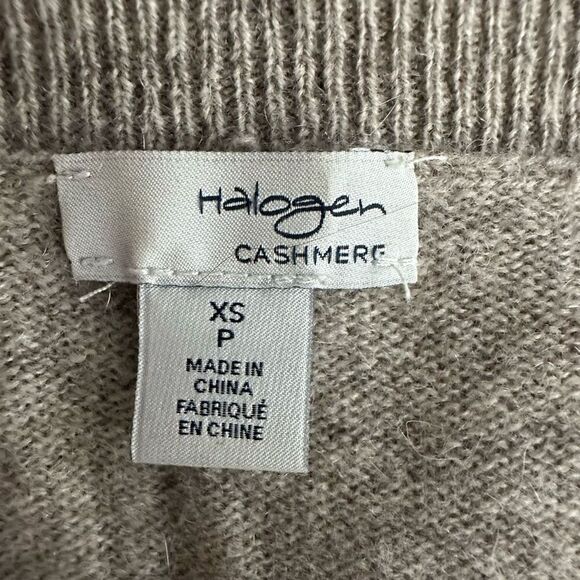 Halogen
CASHMERE
XS
P
MADE IN
CHINA
FABRIQUÉ
EN CHINE